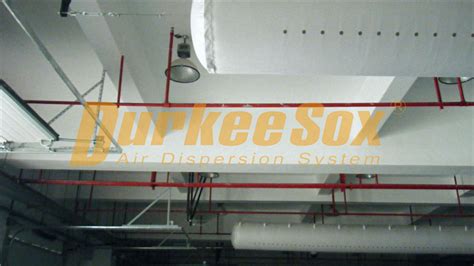 DurkeeSox®
Air Dispersion System